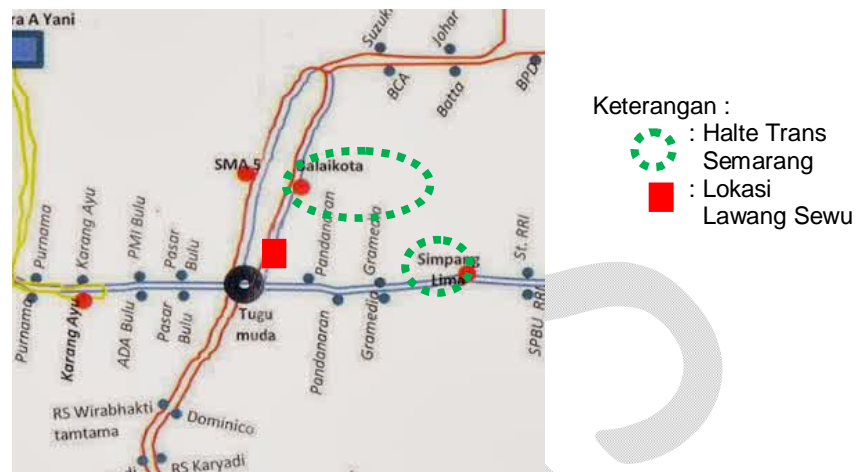 ra A Yani
Suzuki
Johar
BCA
Batta
BPD
SMA 5
Balaikota
Purnama
Karang Ayu
PMI Bulu
Pasar
Bulu
Pandanaran
Gramedia
Simpang
Lima
St. RRI
Purnama
Karang Ayu
ADA Bulu
Pasar
Bulu
Tugu
muda
Pandanaran
Gramedia
SPBU RRI
RS Wirabhakti
tamtama
Dominico
RS Karyadi
Keterangan :
: Halte Trans
Semarang
: Lokasi
Lawang Sewu